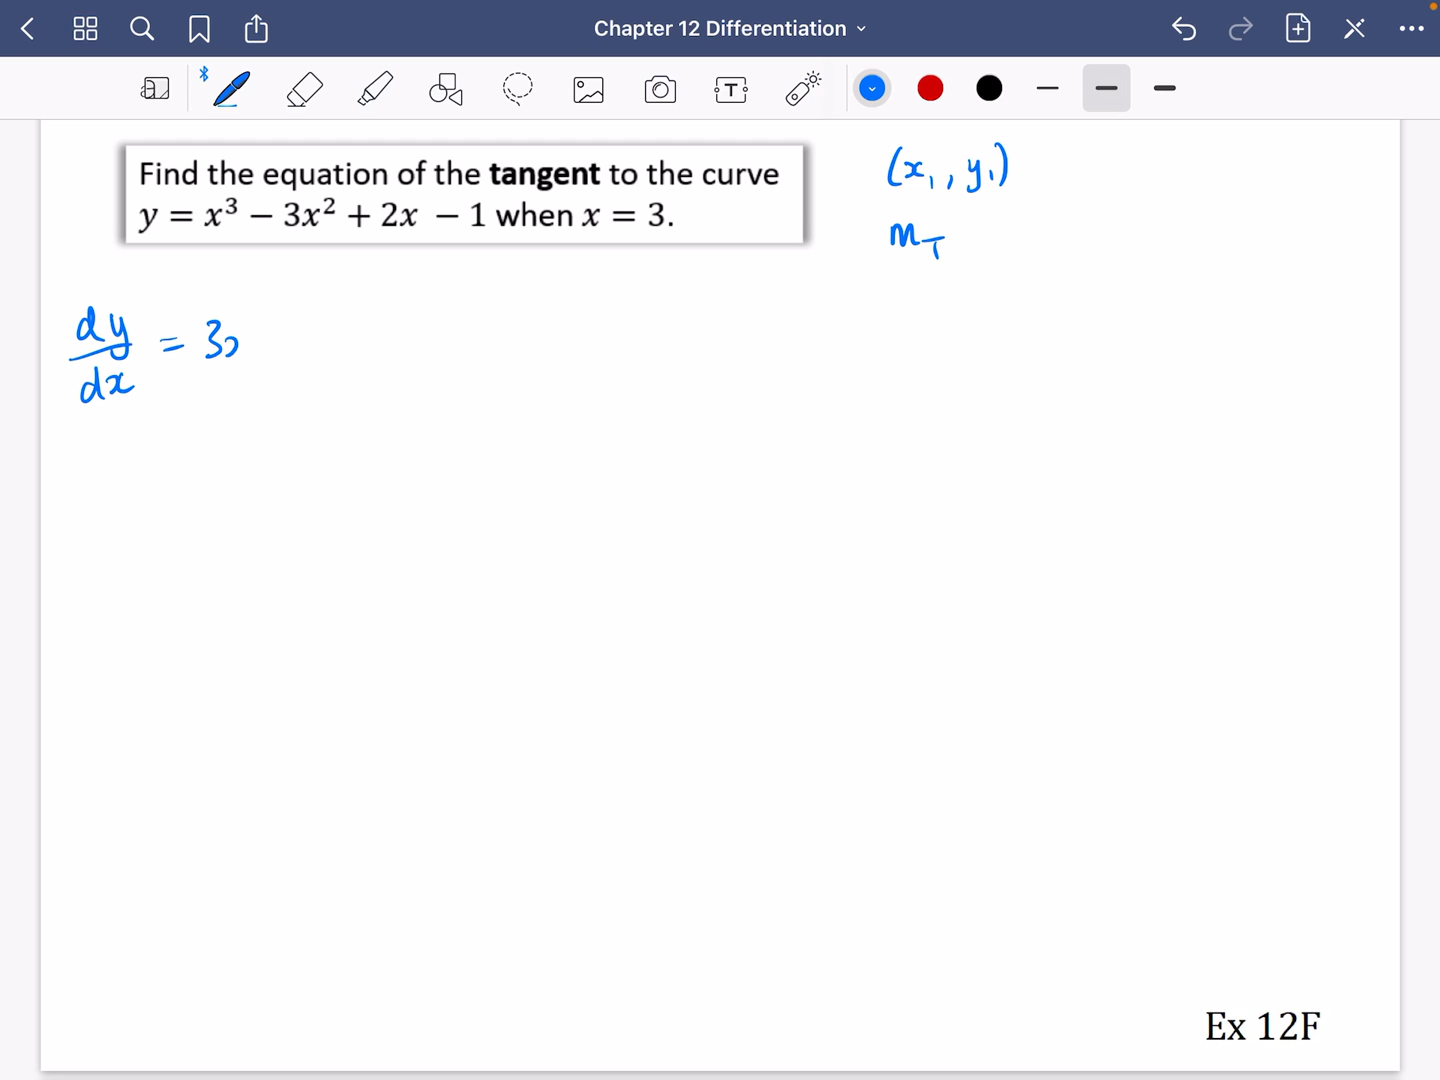 Chapter 12 Differentiation
Find the equation of the tangent to the curve
y = x³ − 3x² + 2x − 1 when x = 3.
(x₁, y₁)
m_T
dy/dx = 3
Ex 12F